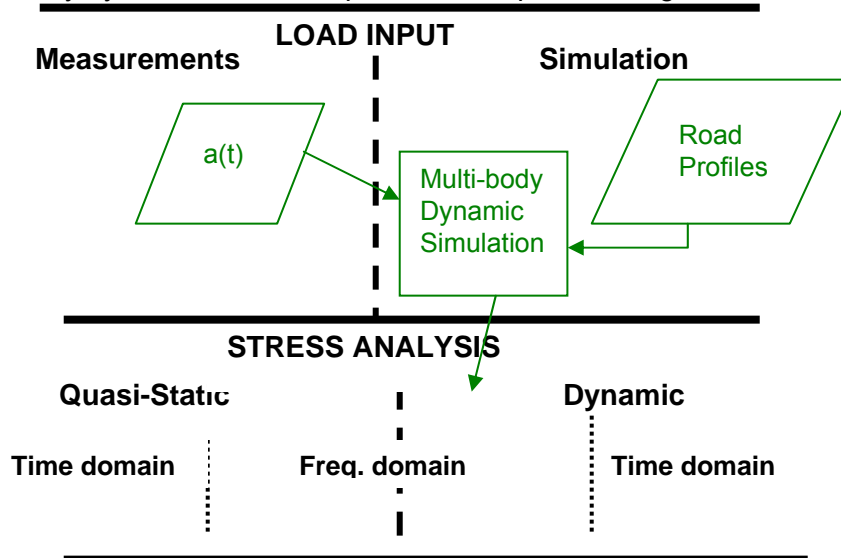 LOAD INPUT
Measurements
Simulation
a(t)
Multi-body
Dynamic
Simulation
Road
Profiles
STRESS ANALYSIS
Quasi-Static
Dynamic
Time domain
Freq. domain
Time domain